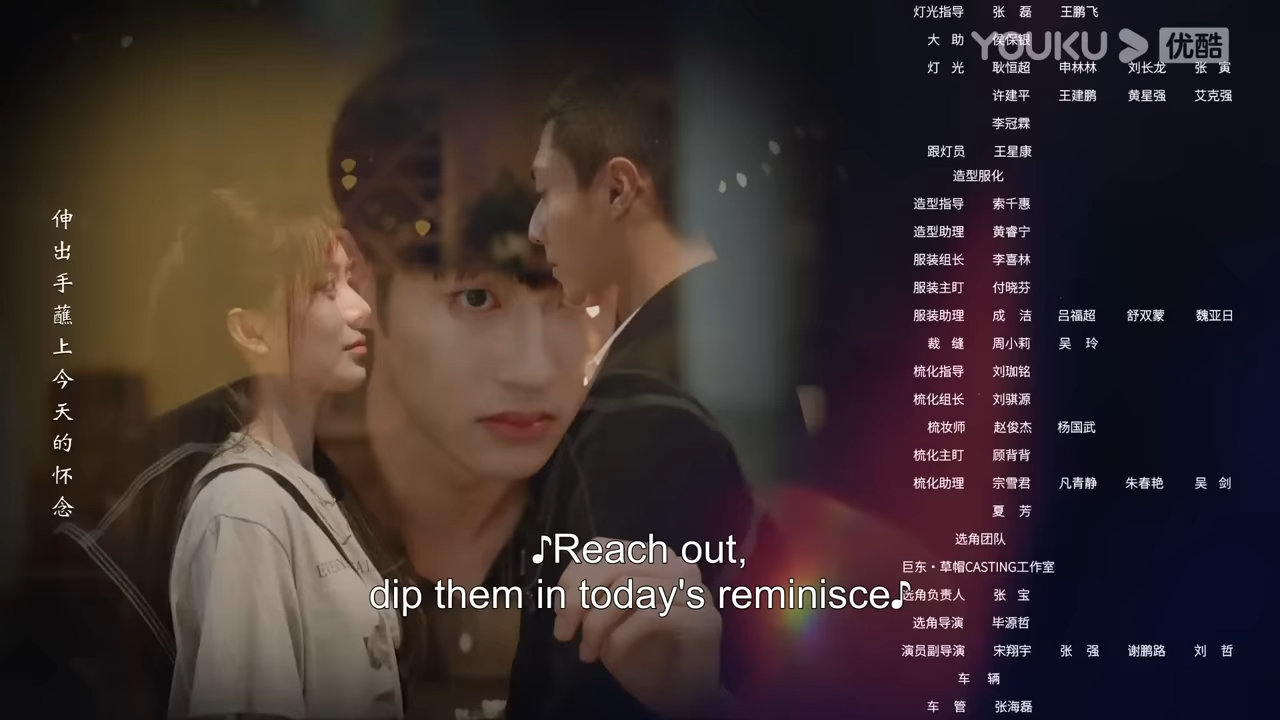 YOUKU 优酷
伸出手蘸上今天的怀念
♪Reach out,
dip them in today's reminisce♪
灯光指导 张 磊 王鹏飞
大 助 侯保银
灯 光 耿恒超 申林林 刘长龙 张 寅
许建平 王建鹏 黄星强 艾克强
李冠霖
跟灯员 王星康
造型服化
造型指导 索千惠
造型助理 黄睿宁
服装组长 李喜林
服装主盯 付晓芬
服装助理 成 洁 吕福超 舒双蒙 魏亚日
裁 缝 周小莉 吴 玲
梳化指导 刘珈铭
梳化组长 刘骐源
梳妆师 赵俊杰 杨国武
梳化主盯 顾背背
梳化助理 宗雪君 凡青静 朱春艳 吴 剑
夏 芳
选角团队
巨东·草帽CASTING工作室
选角负责人 张 宝
选角导演 毕源哲
演员副导演 宋翔宇 张 强 谢鹏路 刘 哲
车 辆
车 管 张海磊